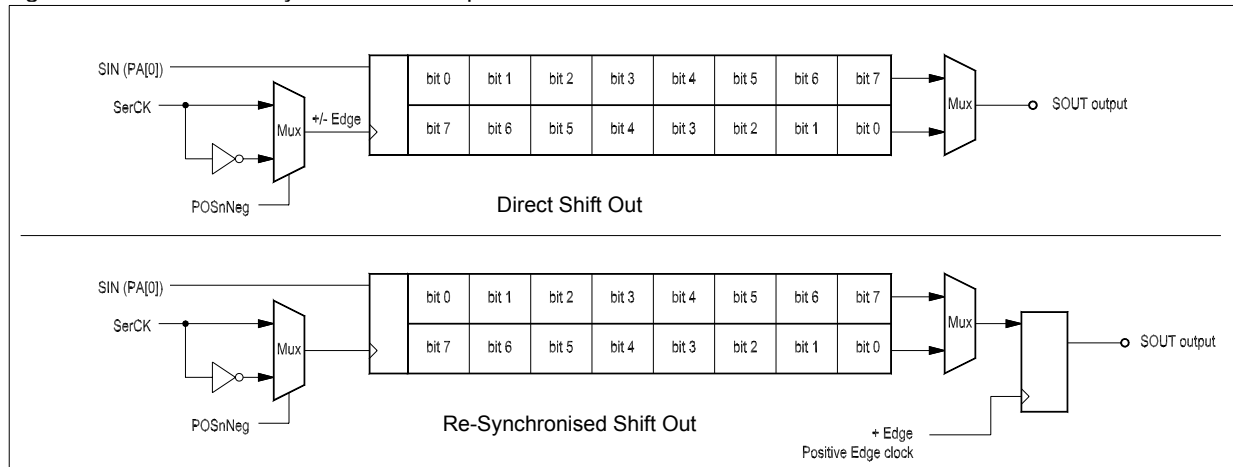 SIN (PA[0])
SerCK
Mux
+/- Edge
POSnNeg
bit 0 bit 1 bit 2 bit 3 bit 4 bit 5 bit 6 bit 7
bit 7 bit 6 bit 5 bit 4 bit 3 bit 2 bit 1 bit 0
Mux
SOUT output
Direct Shift Out
SIN (PA[0])
SerCK
Mux
POSnNeg
bit 0 bit 1 bit 2 bit 3 bit 4 bit 5 bit 6 bit 7
bit 7 bit 6 bit 5 bit 4 bit 3 bit 2 bit 1 bit 0
Mux
SOUT output
Re-Synchronised Shift Out
+ Edge
Positive Edge clock